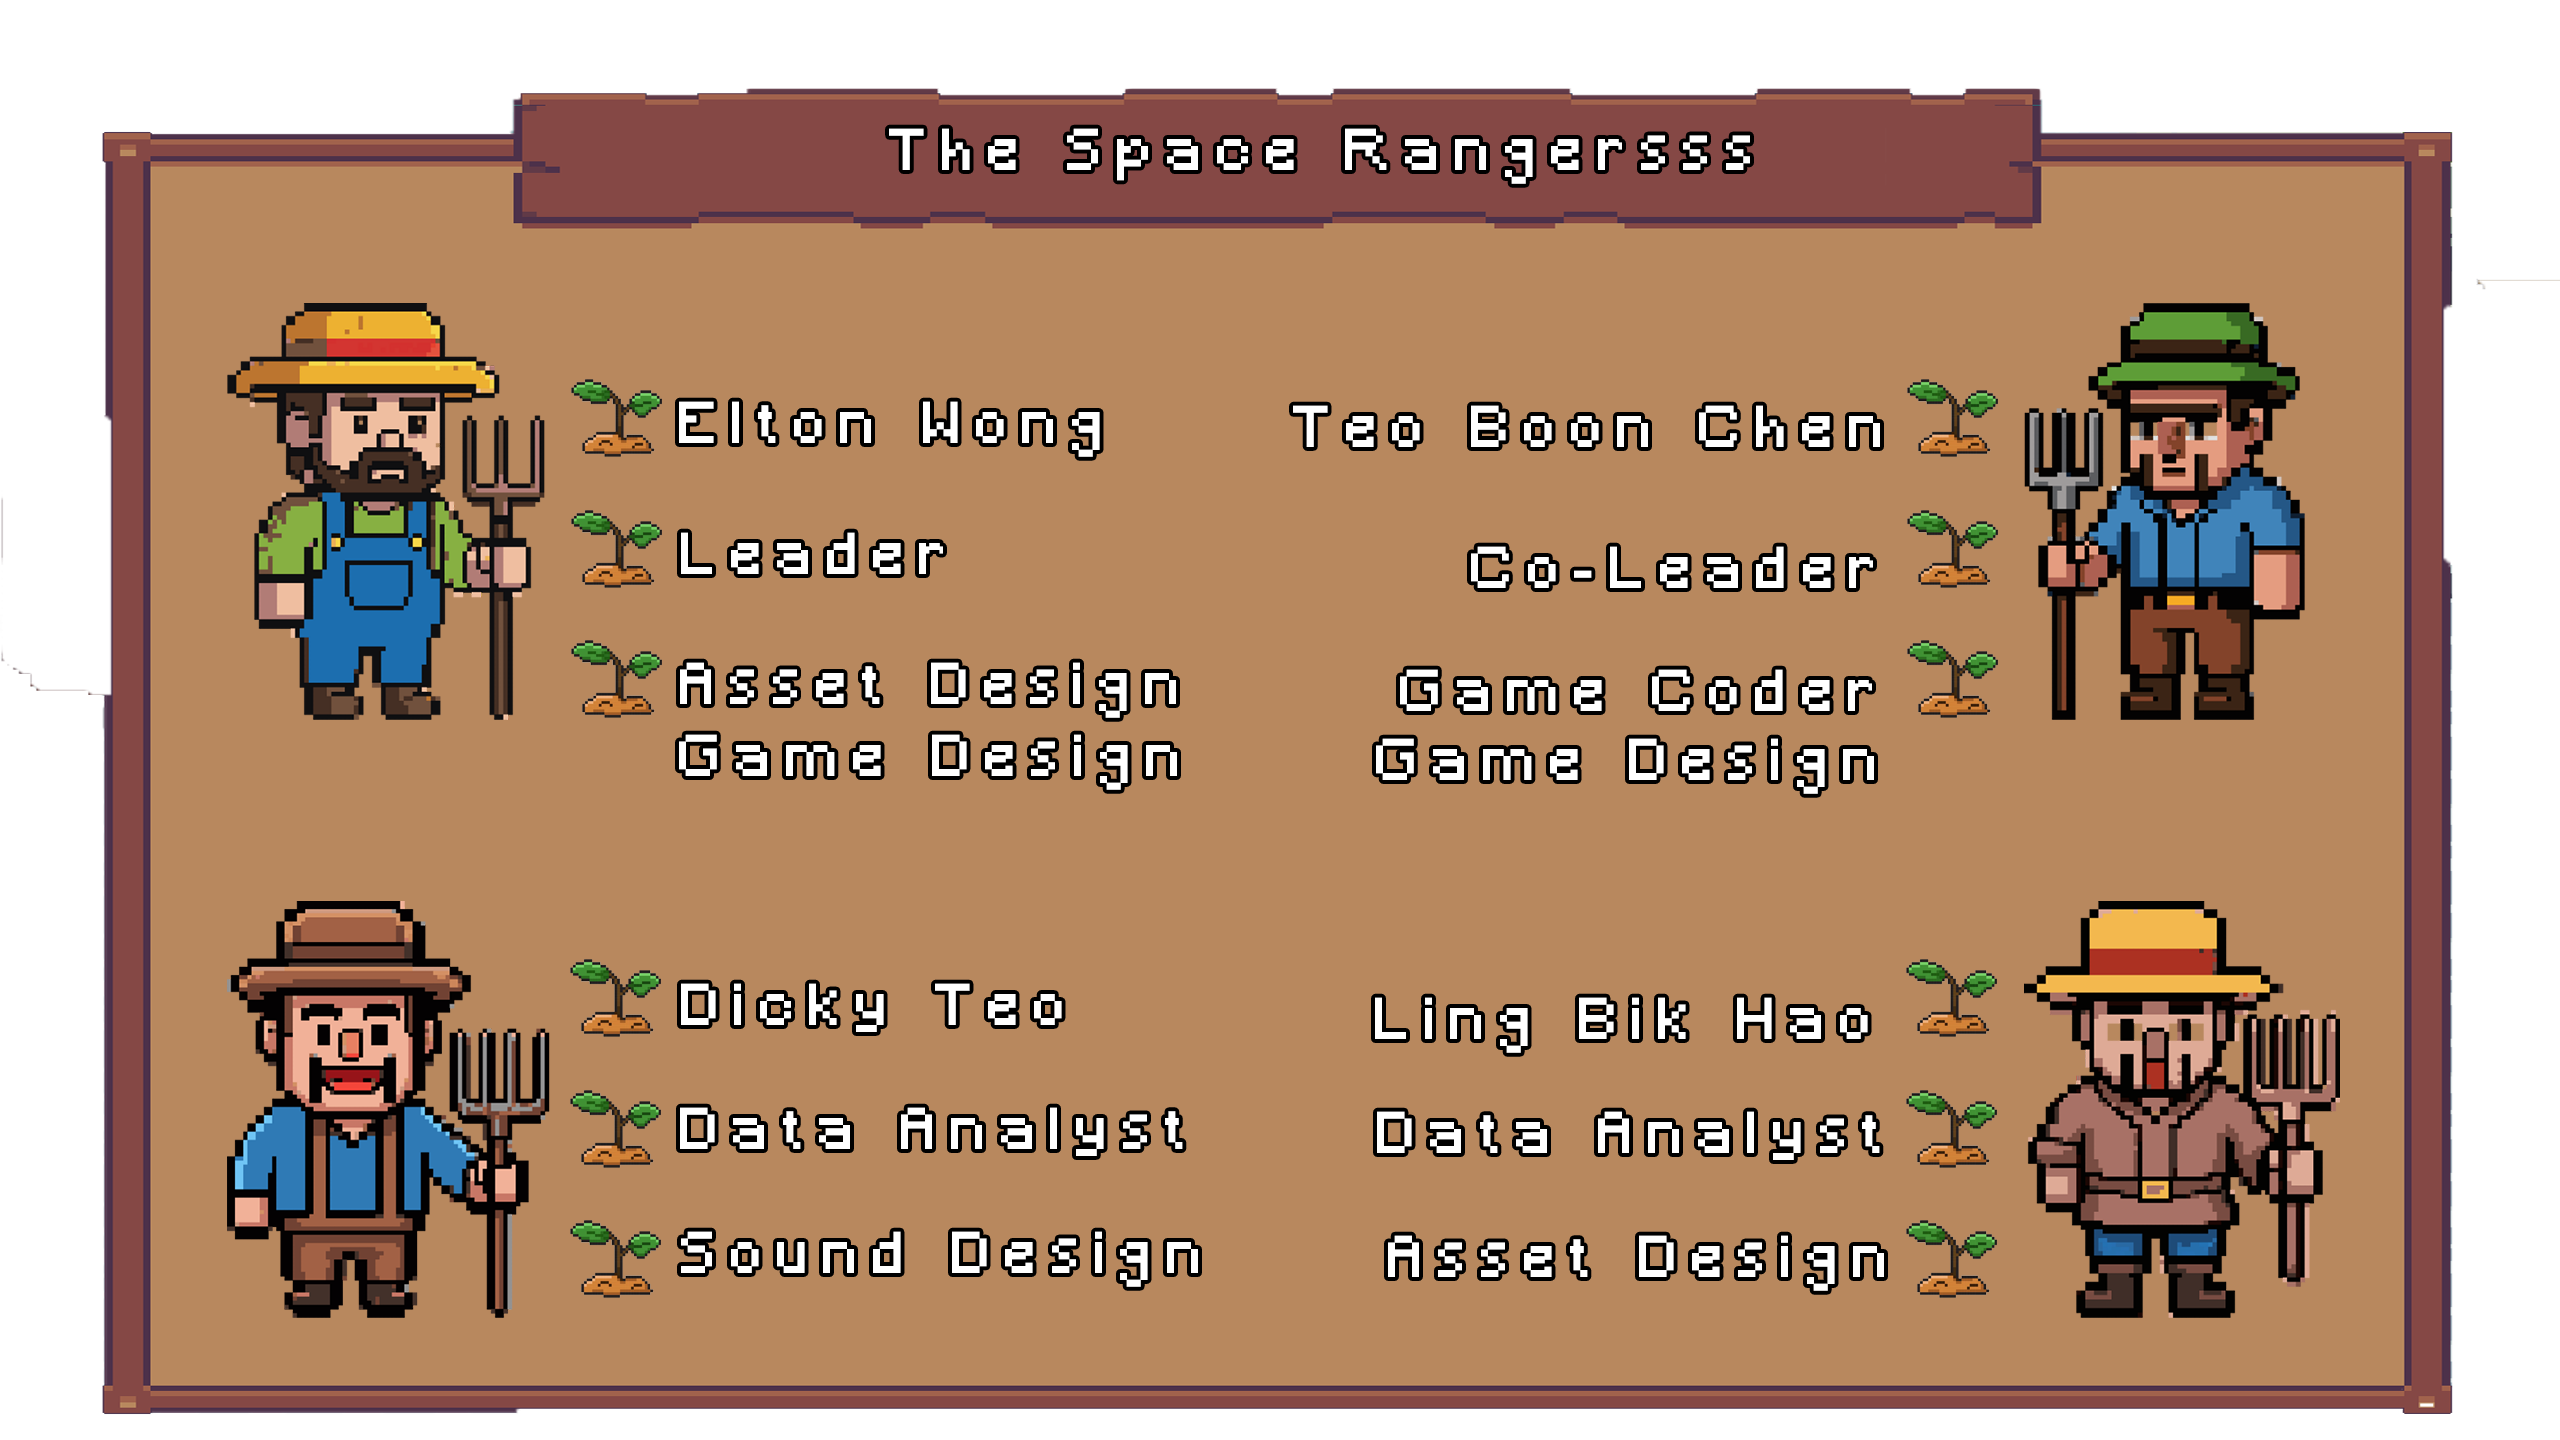 The Space Rangersss
Elton Wong
Leader
Asset Design
Game Design
Teo Boon Chen
Co-Leader
Game Coder
Game Design
Dicky Teo
Data Analyst
Sound Design
Ling Bik Hao
Data Analyst
Asset Design